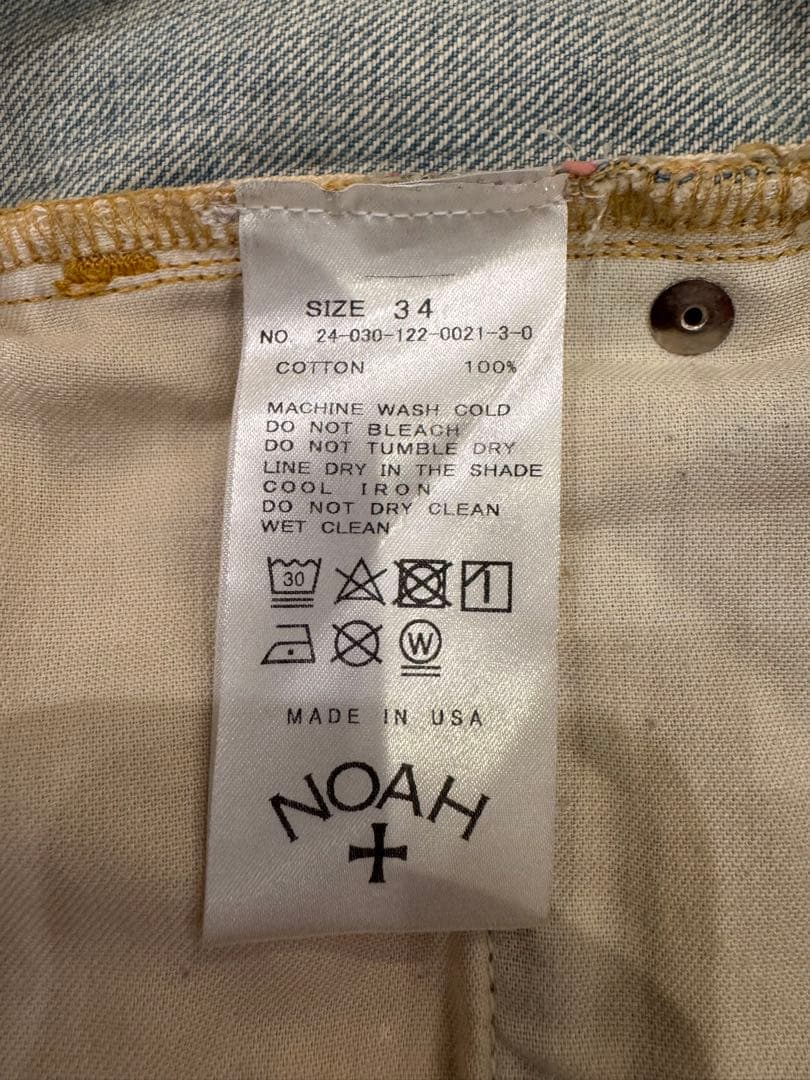 SIZE 34
NO. 24-030-122-0021-3-0
COTTON 100%
MACHINE WASH COLD
DO NOT BLEACH
DO NOT TUMBLE DRY
LINE DRY IN THE SHADE
COOL IRON
DO NOT DRY CLEAN
WET CLEAN
30
W
MADE IN USA
NOAH